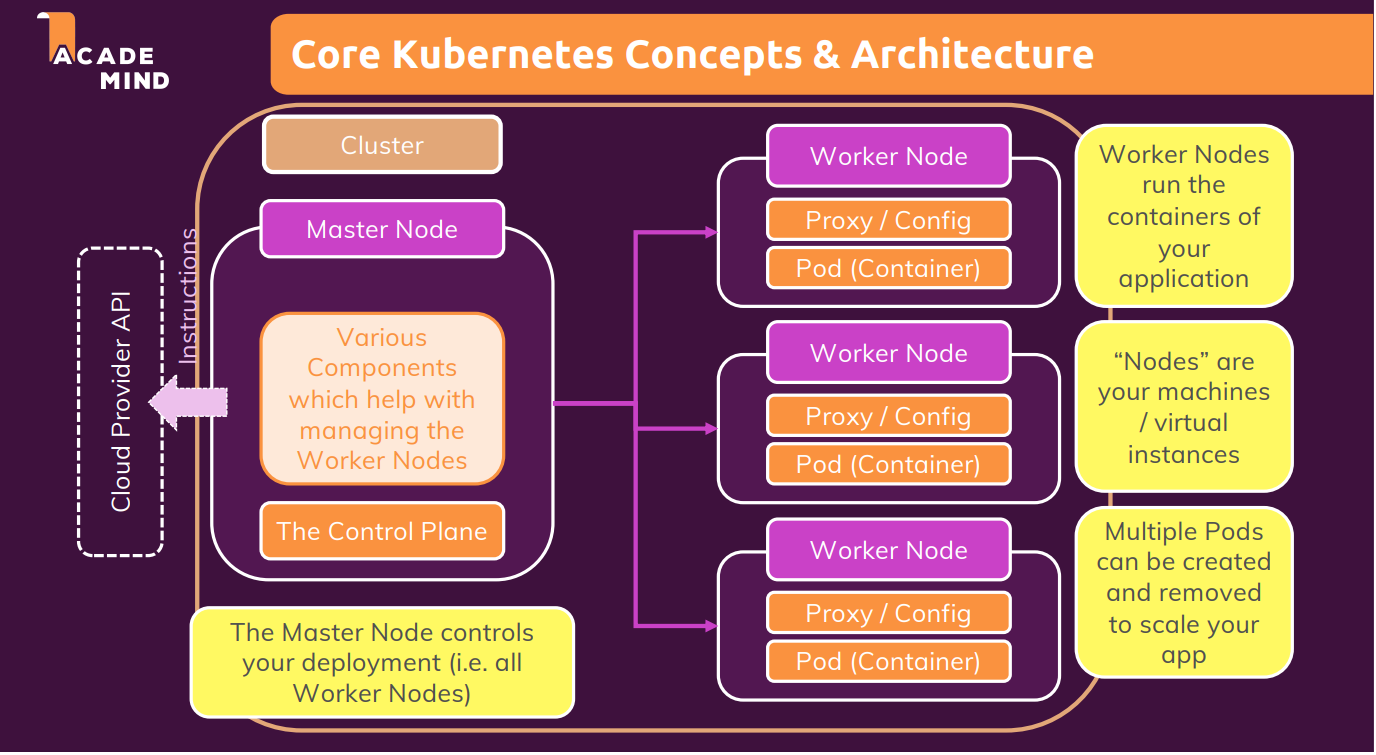 ACADE
MIND
Core Kubernetes Concepts & Architecture
Cluster
Master Node
Instructions
Cloud Provider API
Various
Components
which help with
managing the
Worker Nodes
The Control Plane
The Master Node controls
your deployment (i.e. all
Worker Nodes)
Worker Node
Proxy / Config
Pod (Container)
Worker Node
Proxy / Config
Pod (Container)
Worker Node
Proxy / Config
Pod (Container)
Worker Nodes
run the
containers of
your
application
“Nodes” are
your machines
/ virtual
instances
Multiple Pods
can be created
and removed
to scale your
app